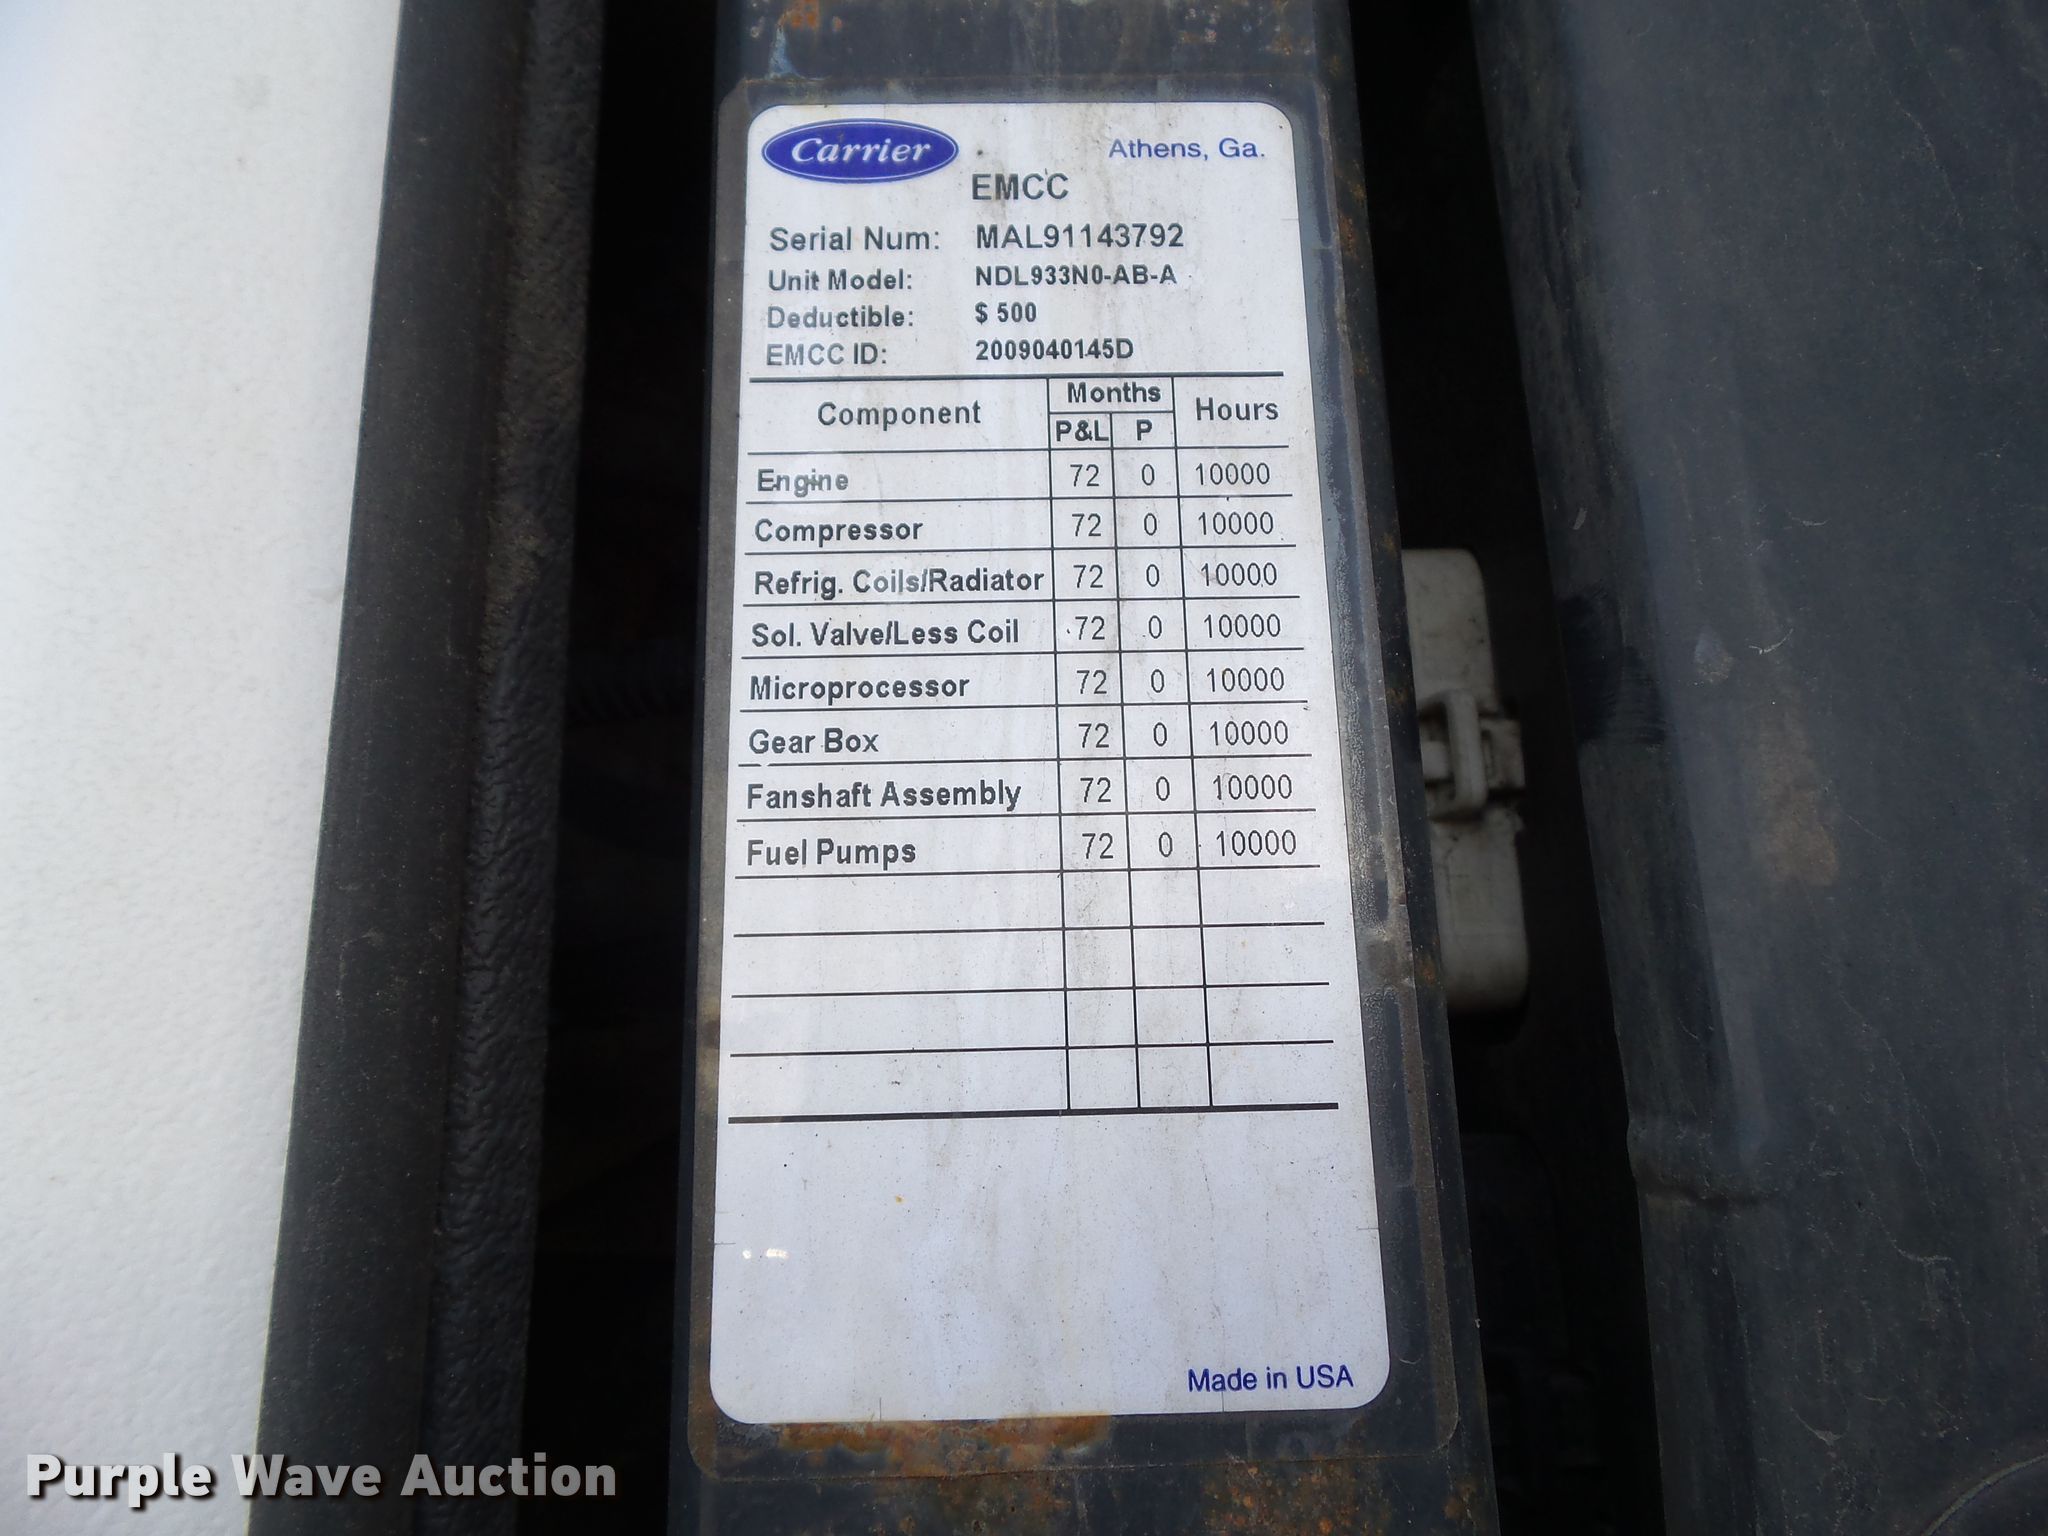 Carrier
Athens, Ga.
EMCC
Serial Num: MAL91143792
Unit Model: NDL933N0-AB-A
Deductible: $ 500
EMCC ID: 2009040145D
Component Months Hours
P&L P
Engine 72 0 10000
Compressor 72 0 10000
Refrig. Coils/Radiator 72 0 10000
Sol. Valve/Less Coil 72 0 10000
Microprocessor 72 0 10000
Gear Box 72 0 10000
Fanshaft Assembly 72 0 10000
Fuel Pumps 72 0 10000
Made in USA
Purple Wave Auction